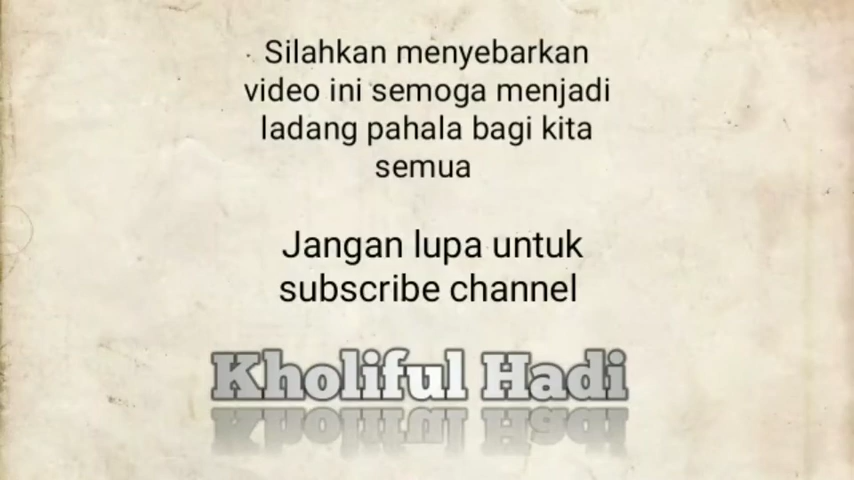 Silahkan menyebarkan
video ini semoga menjadi
ladang pahala bagi kita
semua
Jangan lupa untuk
subscribe channel
Kholiful Hadi